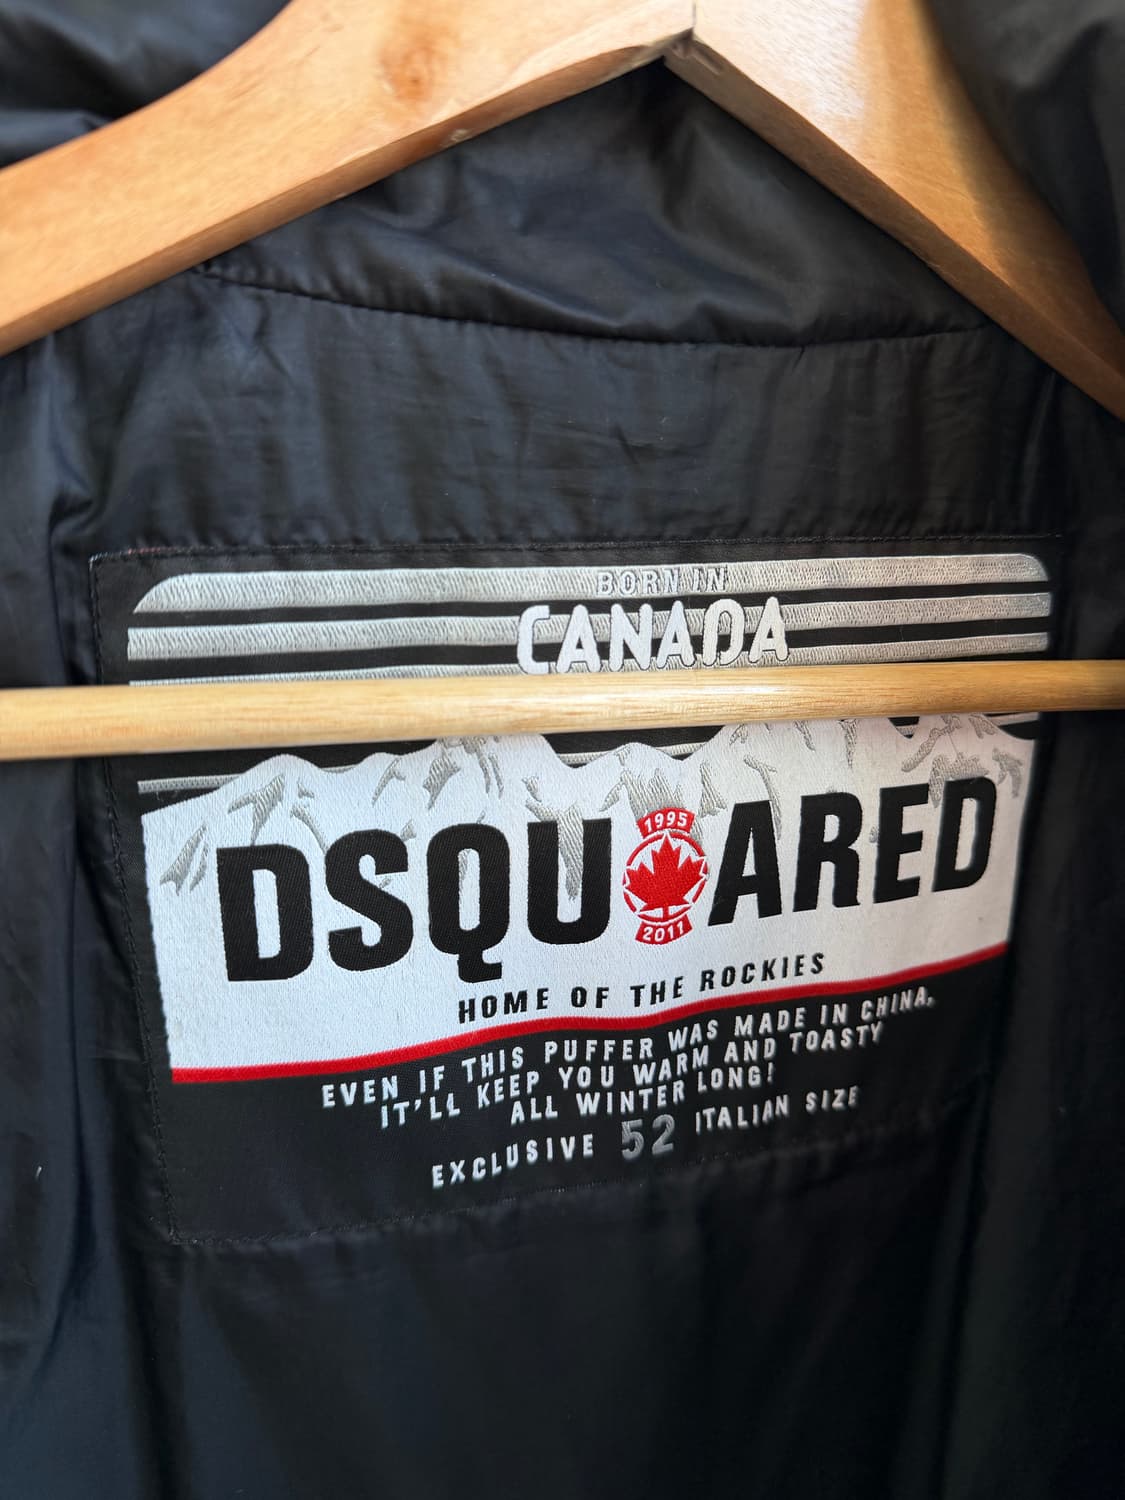 BORN IN
CANADA
DSQU ARED
1995
2011
HOME OF THE ROCKIES
EVEN IF THIS PUFFER WAS MADE IN CHINA,
IT'LL KEEP YOU WARM AND TOASTY
ALL WINTER LONG!
EXCLUSIVE 52 ITALIAN SIZE